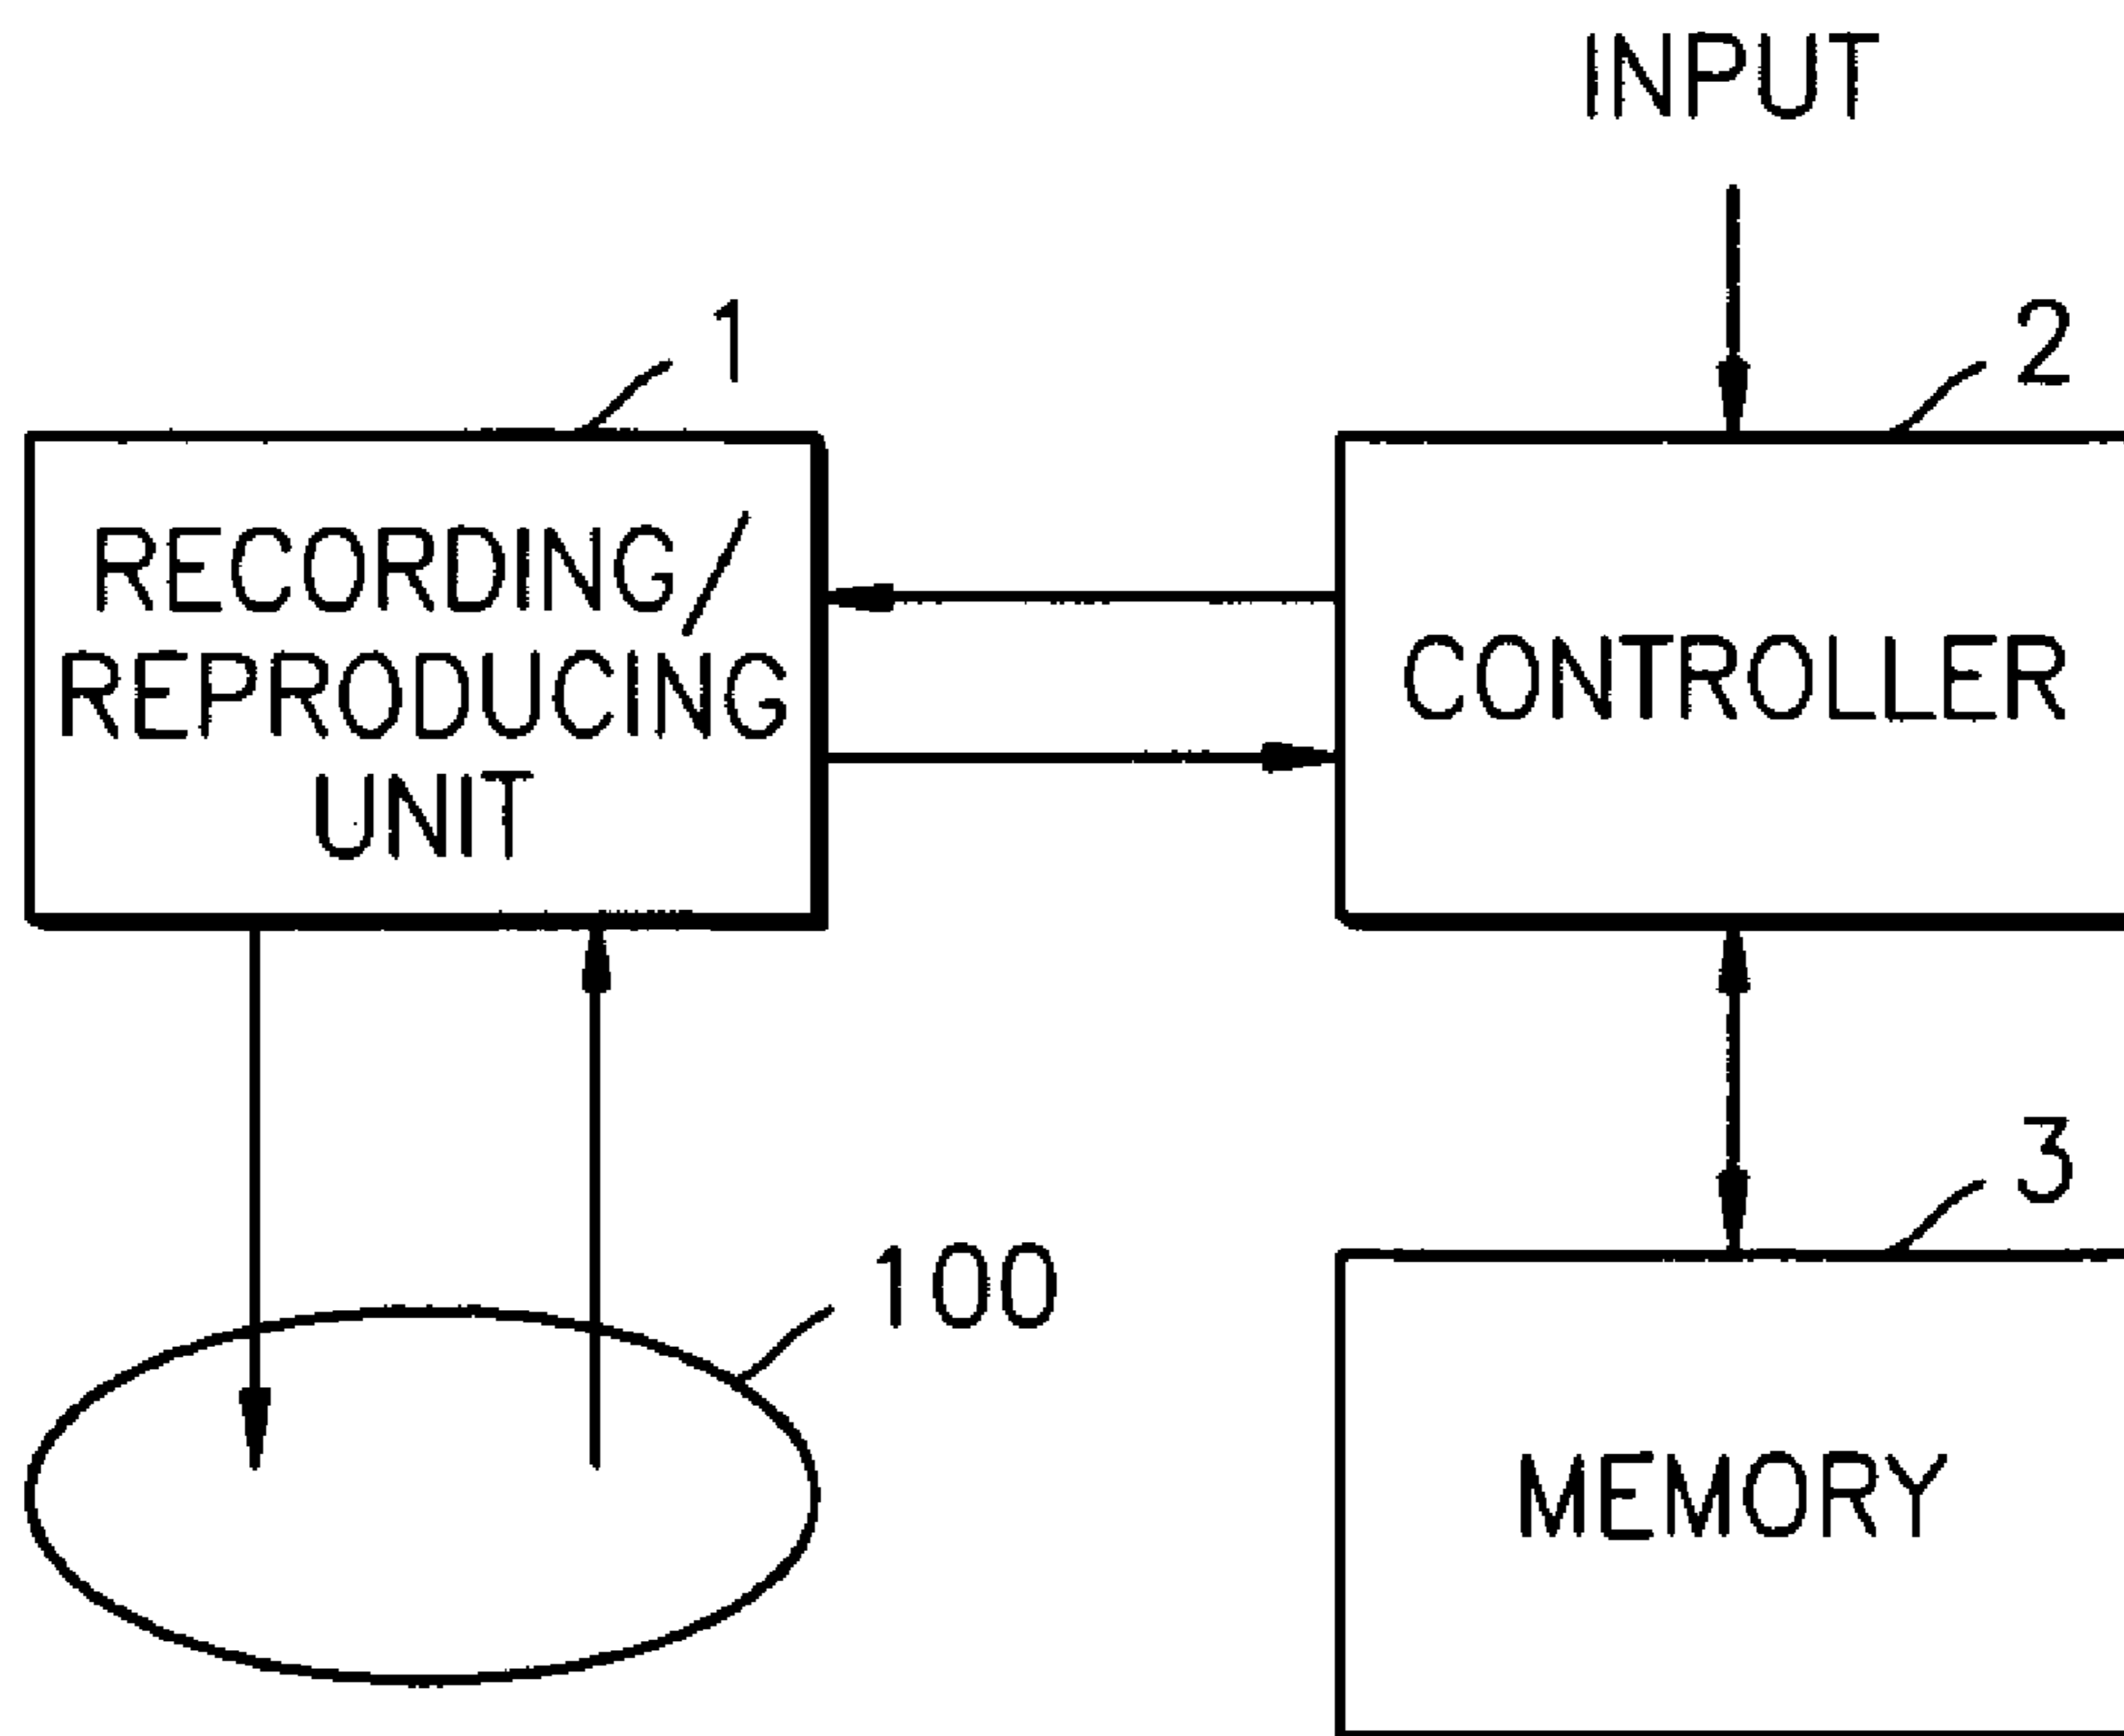 INPUT
1
2
RECORDING/
REPRODUCING
UNIT
CONTROLLER
3
100
MEMORY